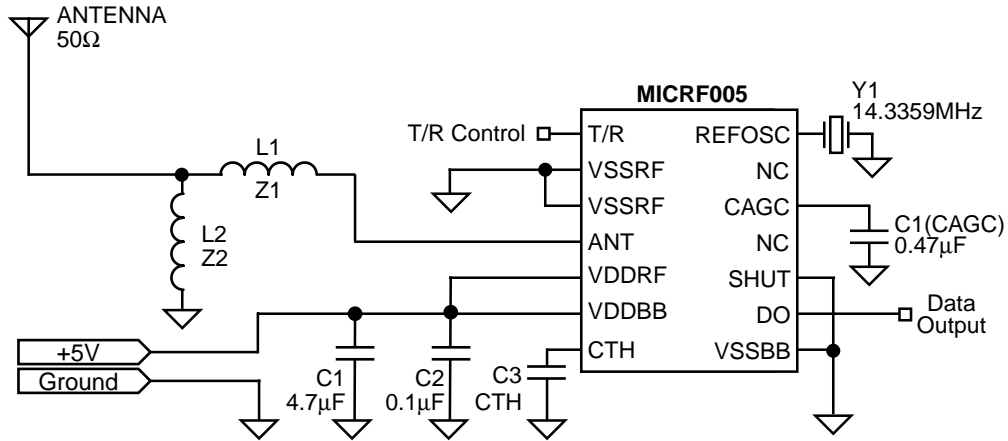 ANTENNA
50Ω
MICRF005
Y1
14.3359MHz
T/R Control
T/R
REFOSC
L1
Z1
VSSRF
NC
VSSRF
CAGC
C1(CAGC)
0.47µF
L2
Z2
ANT
NC
VDDRF
SHUT
VDDBB
DO
Data
Output
+5V
CTH
VSSBB
Ground
C1
4.7µF
C2
0.1µF
C3
CTH